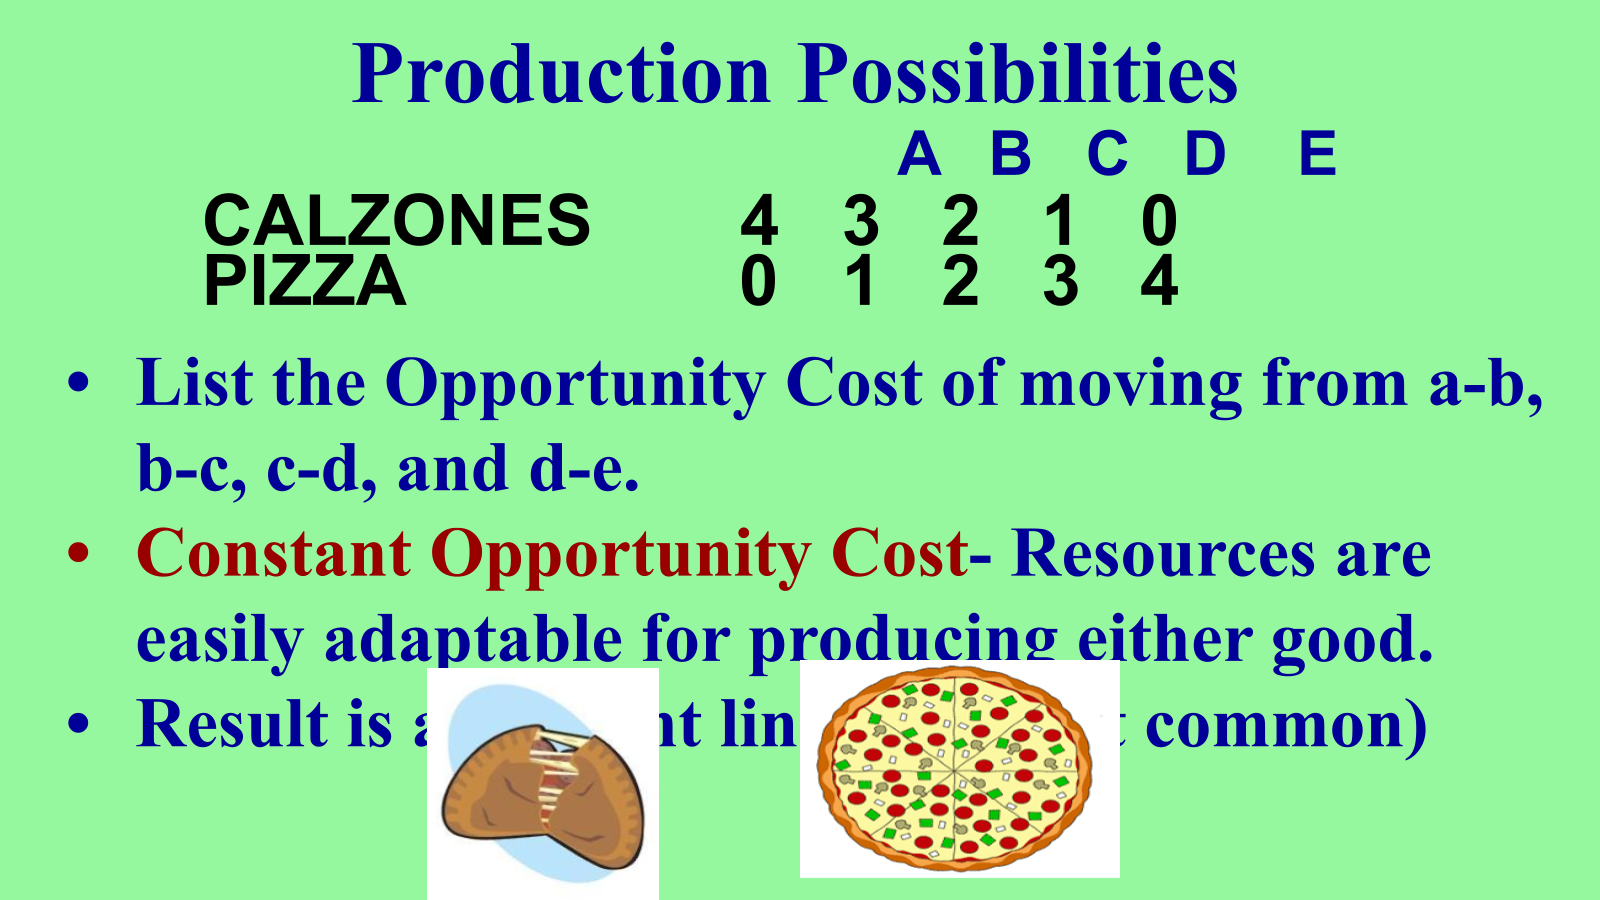 Production Possibilities
A B C D E
CALZONES 4 3 2 1 0
PIZZA 0 1 2 3 4
• List the Opportunity Cost of moving from a-b,
b-c, c-d, and d-e.
• Constant Opportunity Cost- Resources are
easily adaptable for producing either good.
• Result is common)